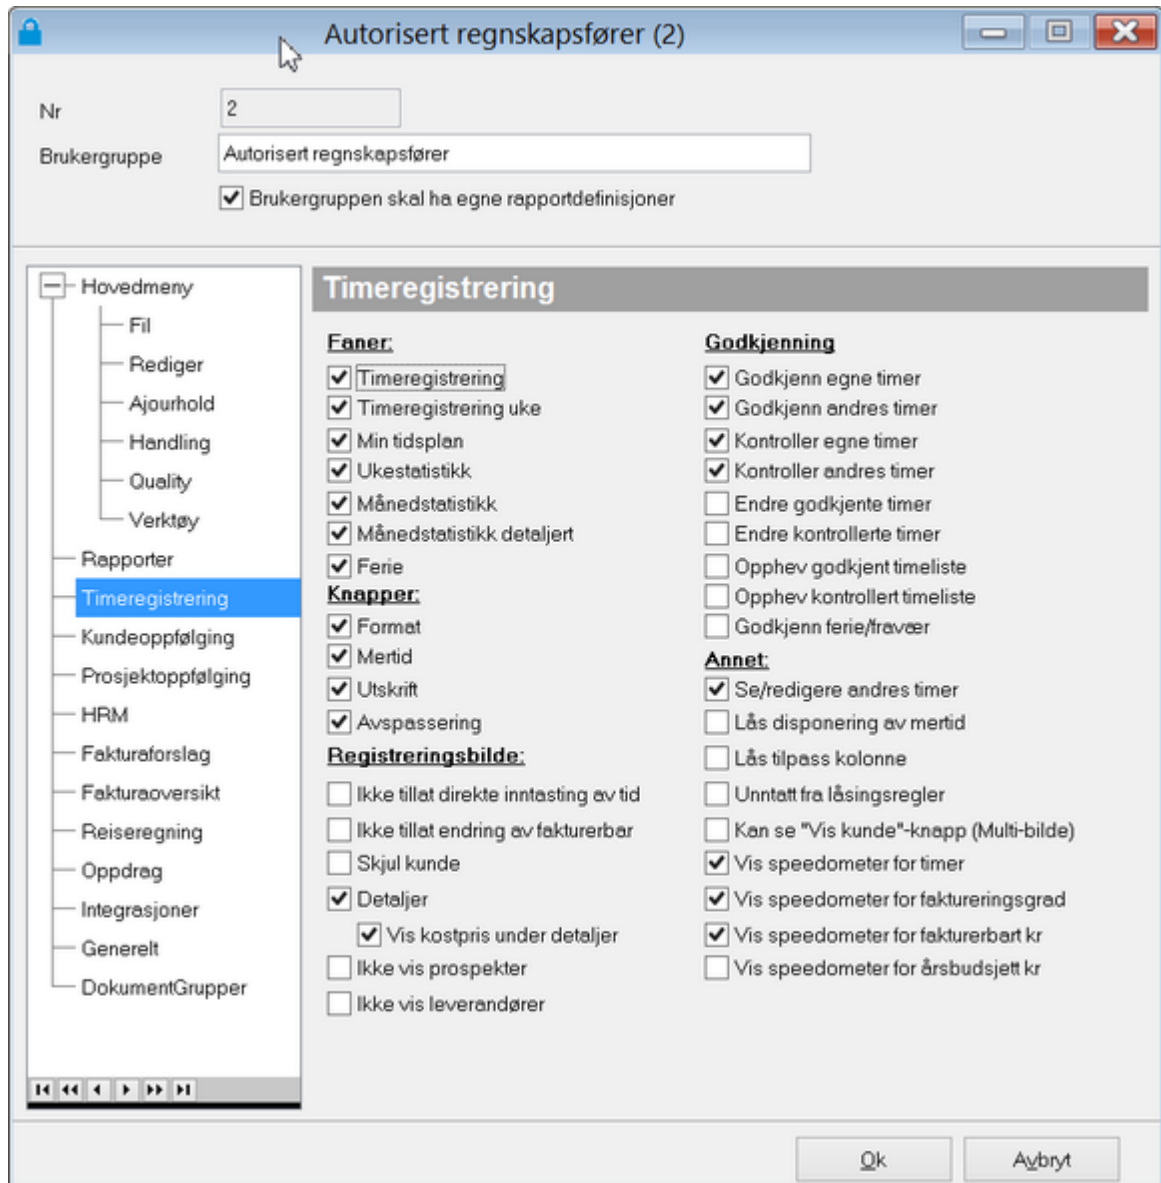 Autorisert regnskapsfører (2)
Nr
2
Brukergruppe
Autorisert regnskapsfører
Brukergruppen skal ha egne rapportdefinisjoner
Hovedmeny
Fil
Rediger
Ajourhold
Handling
Quality
Verktøy
Rapporter
Timeregistrering
Kundeoppfølging
Prosjektoppfølging
HRM
Fakturaforslag
Fakturaoversikt
Reiseregning
Oppdrag
Integrasjoner
Generelt
DokumentGrupper
Timeregistrering
Faner:
Timeregistrering
Timeregistrering uke
Min tidsplan
Ukestatistikk
Månedstatistikk
Månedstatistikk detaljert
Ferie
Knapper:
Format
Mertid
Utskrift
Avspassering
Registreringsbilde:
Ikke tillat direkte inntasting av tid
Ikke tillat endring av fakturerbar
Skjul kunde
Detaljer
Vis kostpris under detaljer
Ikke vis prospekter
Ikke vis leverandører
Godkjenning
Godkjenn egne timer
Godkjenn andres timer
Kontroller egne timer
Kontroller andres timer
Endre godkjente timer
Endre kontrollerte timer
Opphev godkjent timeliste
Opphev kontrollert timeliste
Godkjenn ferie/fravær
Annet:
Se/redigere andres timer
Lås disponering av mertid
Lås tilpass kolonne
Unntatt fra låsingsregler
Kan se "Vis kunde"-knapp (Multi-bilde)
Vis speedometer for timer
Vis speedometer for faktureringsgrad
Vis speedometer for fakturerbart kr
Vis speedometer for årsbudsjett kr
Ok
Avbryt